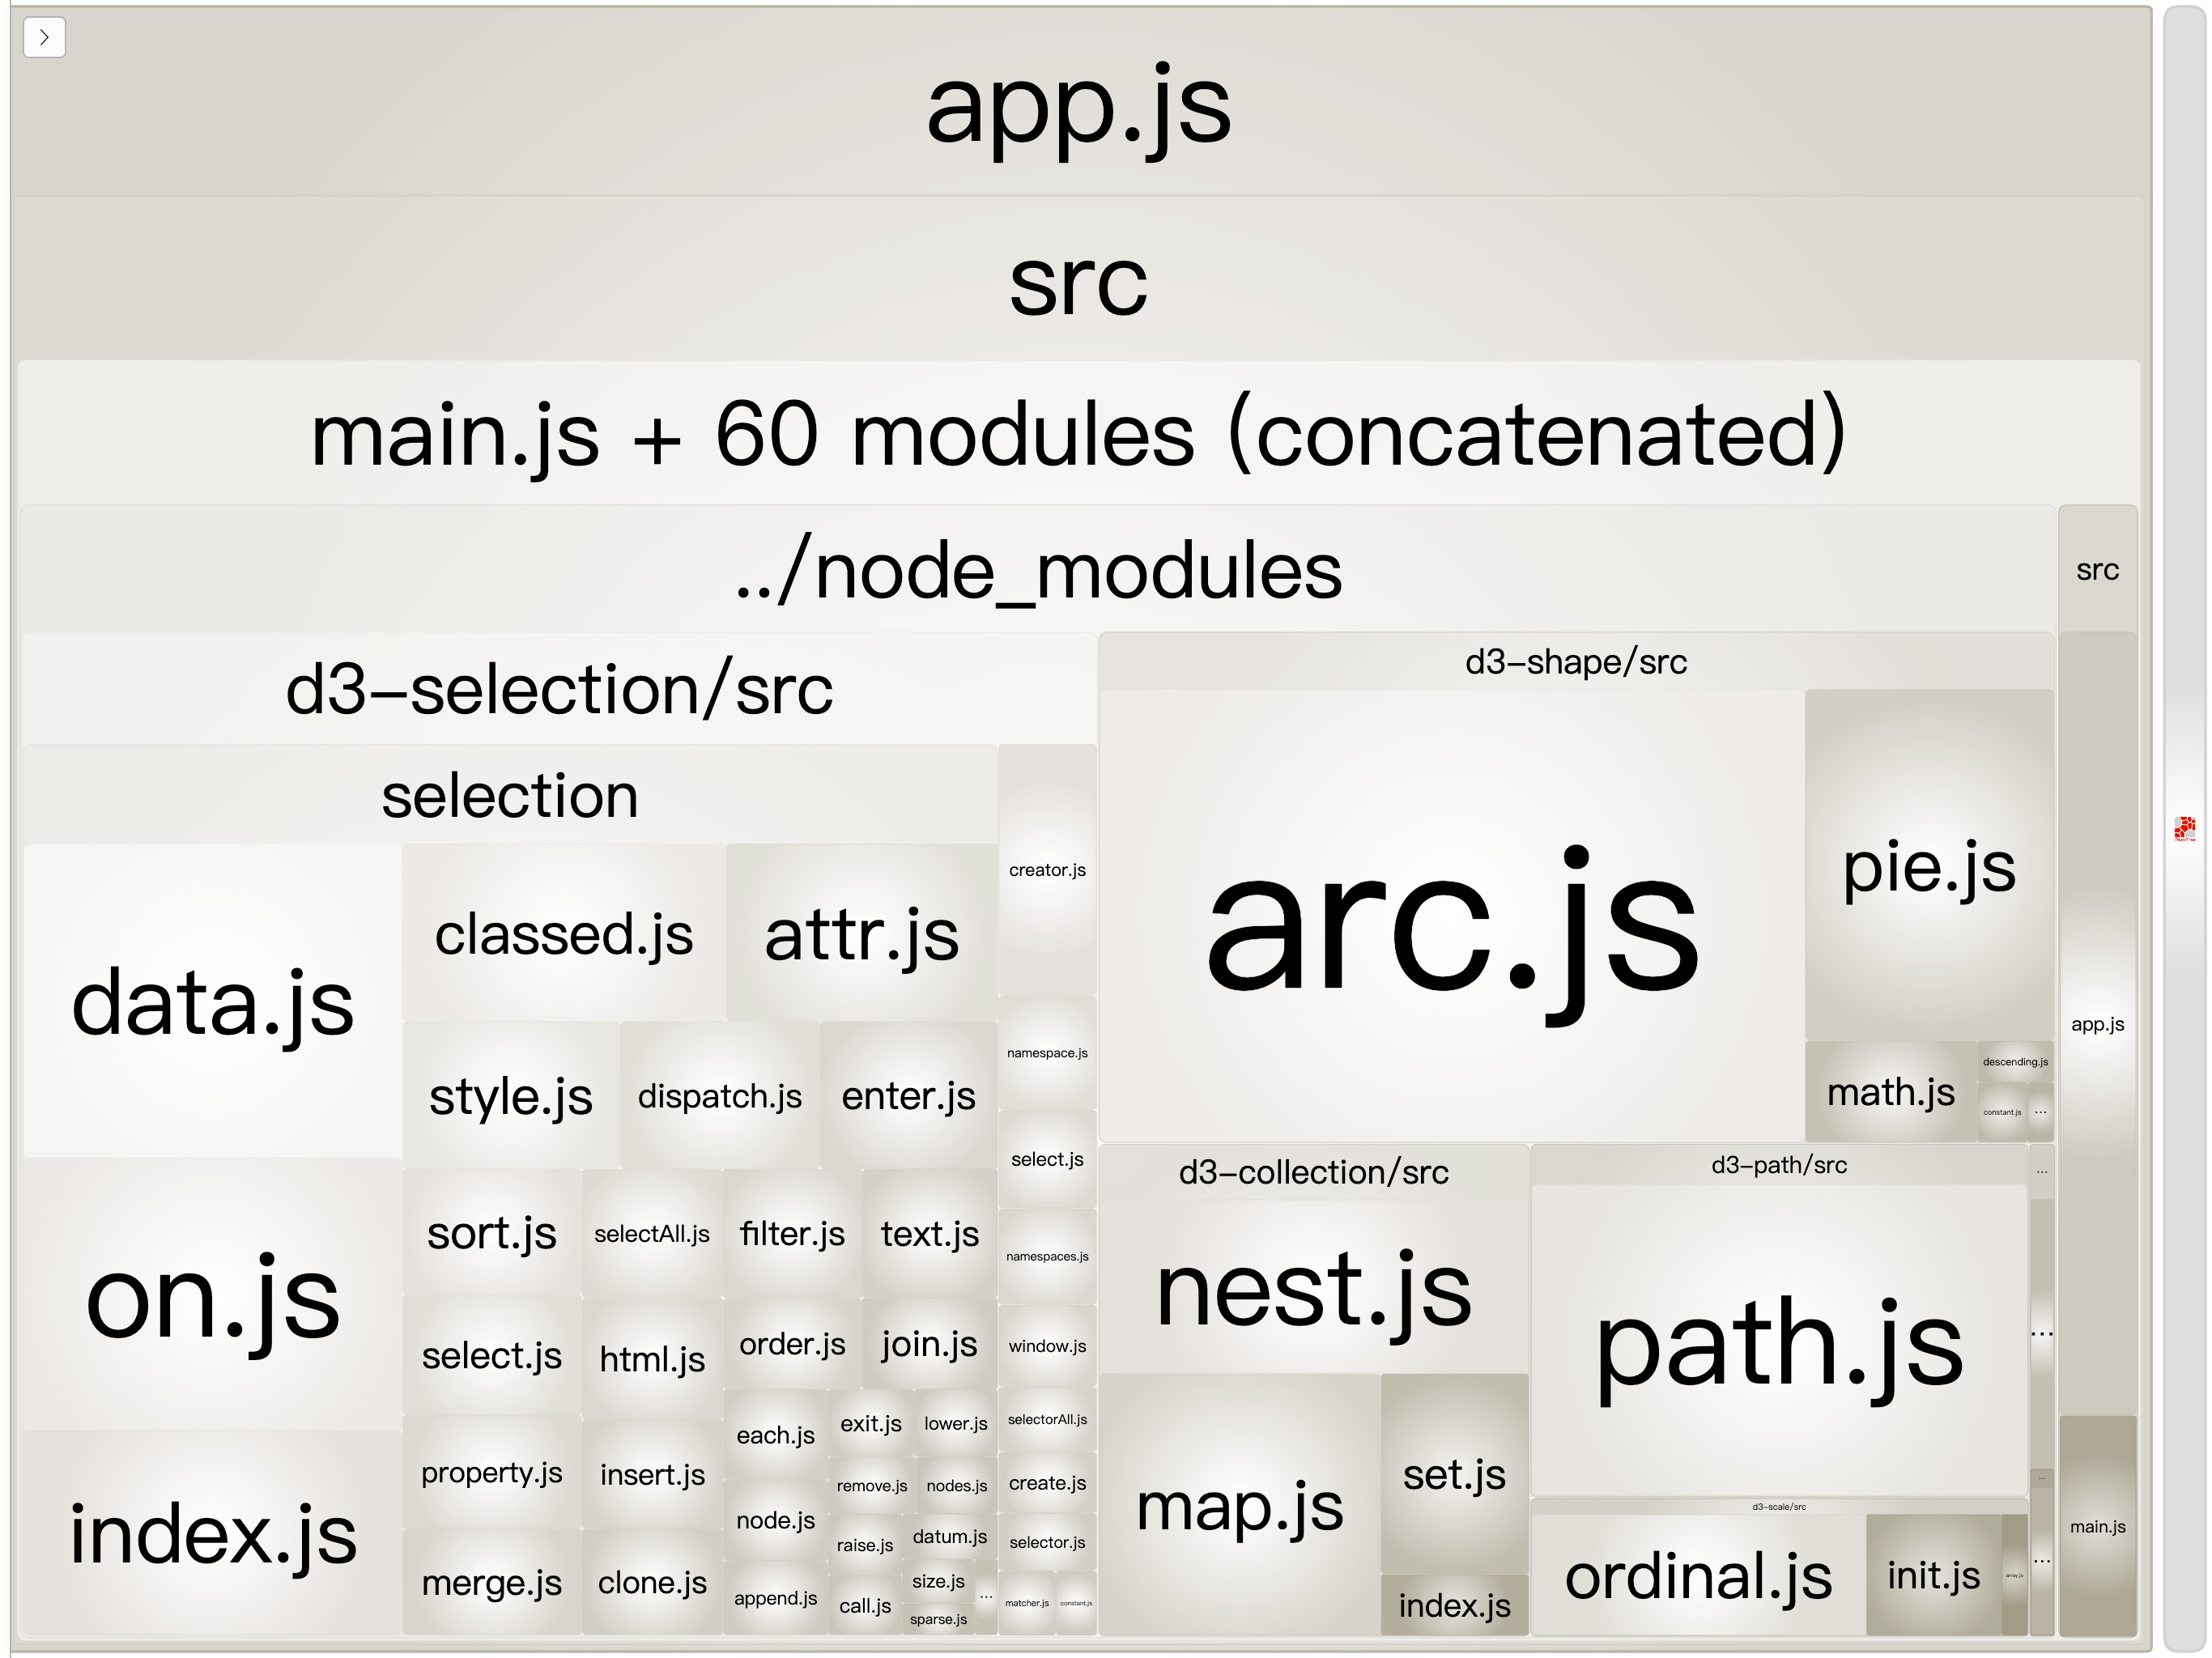 app.js
src
main.js + 60 modules (concatenated)
../node_modules
src
d3-selection/src
d3-shape/src
selection
creator.js
arc.js
pie.js
app.js
data.js
classed.js
attr.js
namespace.js
style.js
dispatch.js
enter.js
select.js
math.js
descending.js
constant.js
...
on.js
sort.js
selectAll.js
filter.js
text.js
namespaces.js
d3-collection/src
d3-path/src
...
select.js
html.js
order.js
join.js
window.js
nest.js
path.js
...
index.js
property.js
insert.js
each.js
exit.js
lower.js
selectorAll.js
remove.js
nodes.js
create.js
map.js
set.js
d3-scale/src
...
main.js
merge.js
clone.js
node.js
raise.js
datum.js
selector.js
append.js
call.js
size.js
sparse.js
...
matcher.js
constant.js
index.js
ordinal.js
init.js
array.js
...